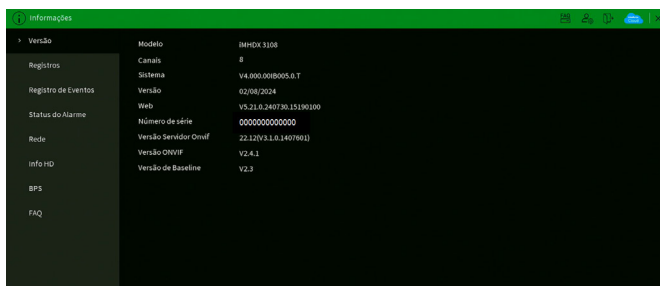 Informações
> Versão
Registros
Registro de Eventos
Status do Alarme
Rede
Info HD
BPS
FAQ
Modelo iMHDX 3108
Canais 8
Sistema V4.000.00IB005.0.T
Versão 02/08/2024
Web V5.21.0.240730.15190100
Número de série 0000000000000
Versão Servidor Onvif 22.12(V3.1.0.1407601)
Versão ONVIF V2.4.1
Versão de Baseline V2.3